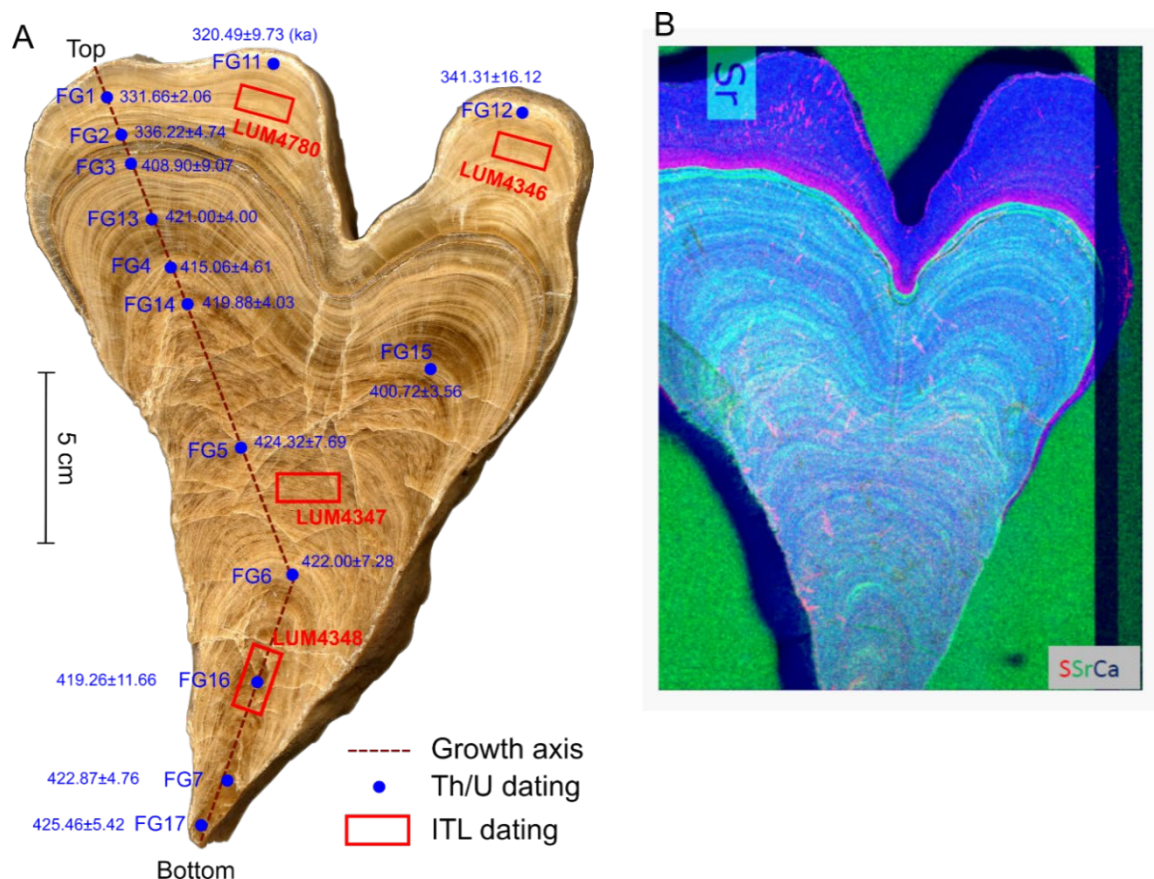 A
B
320.49±9.73 (ka)
Top
FG11
341.31±16.12
FG1
331.66±2.06
FG12
FG2
336.22±4.74
LUM4780
FG3
408.90±9.07
LUM4346
FG13
421.00±4.00
FG4
415.06±4.61
FG14
419.88±4.03
FG15
400.72±3.56
5 cm
FG5
424.32±7.69
LUM4347
422.00±7.28
FG6
LUM4348
419.26±11.66
FG16
422.87±4.76
FG7
425.46±5.42
FG17
Bottom
Growth axis
Th/U dating
ITL dating
Sr
SSrCa